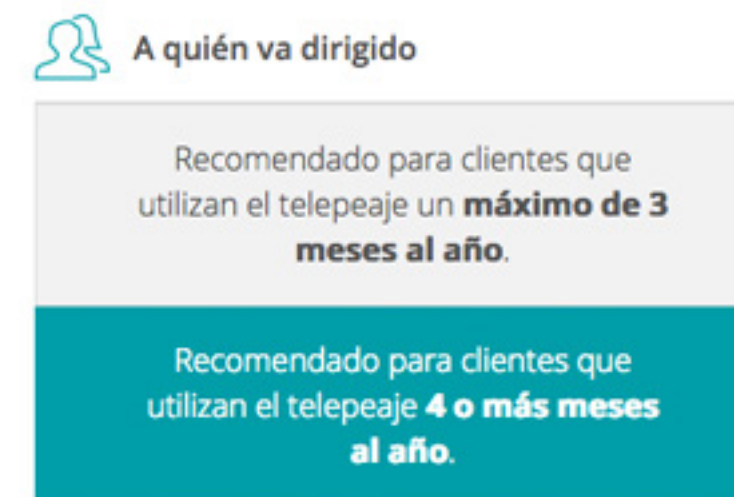 A quién va dirigido
Recomendado para clientes que
utilizan el telepeaje un máximo de 3
meses al año.
Recomendado para clientes que
utilizan el telepeaje 4 o más meses
al año.